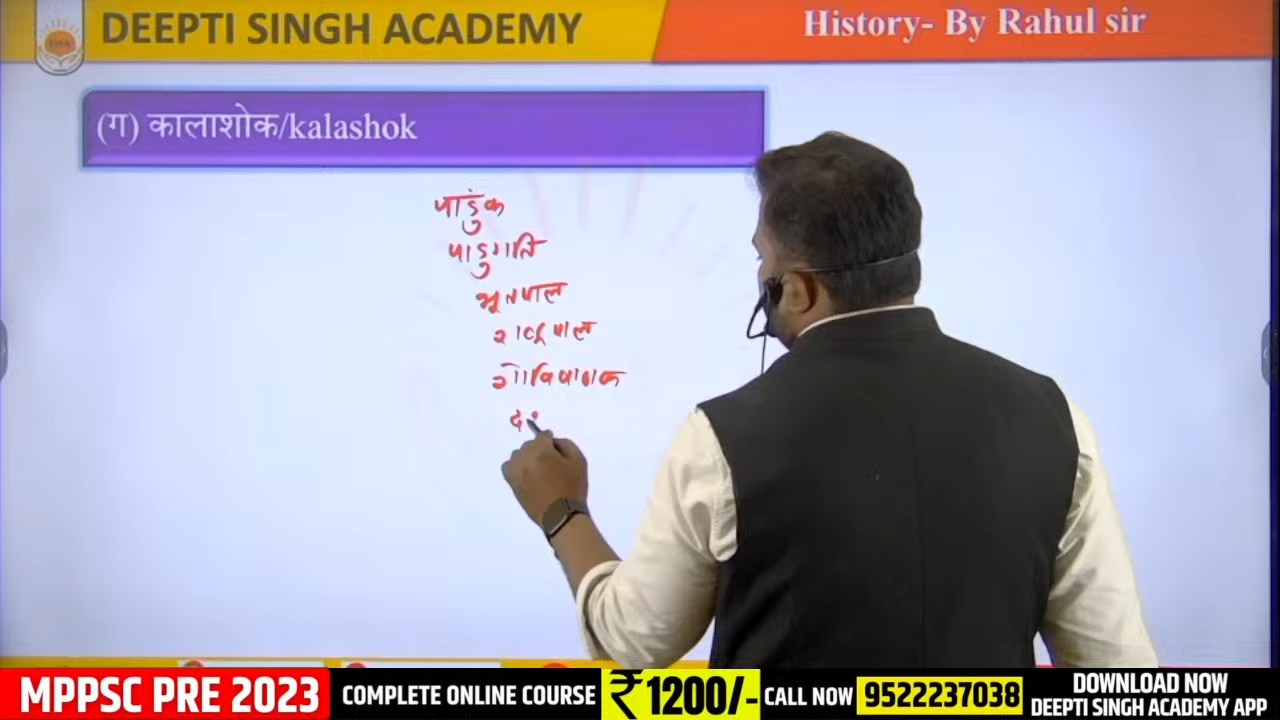 DEEPTI SINGH ACADEMY
History- By Rahul sir
(ग) कालाशोक/kalashok
पाडुंक
पाडुगति
भूतपाल
राष्ट्रपाल
गोविषाणक
द
MPPSC PRE 2023
COMPLETE ONLINE COURSE
₹1200/-
CALL NOW
9522237038
DOWNLOAD NOW
DEEPTI SINGH ACADEMY APP